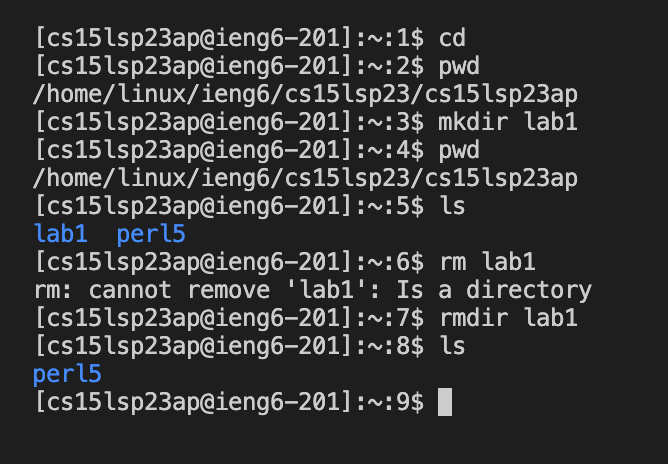 [cs15lsp23ap@ieng6-201]:~:1$ cd
[cs15lsp23ap@ieng6-201]:~:2$ pwd
/home/linux/ieng6/cs15lsp23/cs15lsp23ap
[cs15lsp23ap@ieng6-201]:~:3$ mkdir lab1
[cs15lsp23ap@ieng6-201]:~:4$ pwd
/home/linux/ieng6/cs15lsp23/cs15lsp23ap
[cs15lsp23ap@ieng6-201]:~:5$ ls
lab1  perl5
[cs15lsp23ap@ieng6-201]:~:6$ rm lab1
rm: cannot remove 'lab1': Is a directory
[cs15lsp23ap@ieng6-201]:~:7$ rmdir lab1
[cs15lsp23ap@ieng6-201]:~:8$ ls
perl5
[cs15lsp23ap@ieng6-201]:~:9$